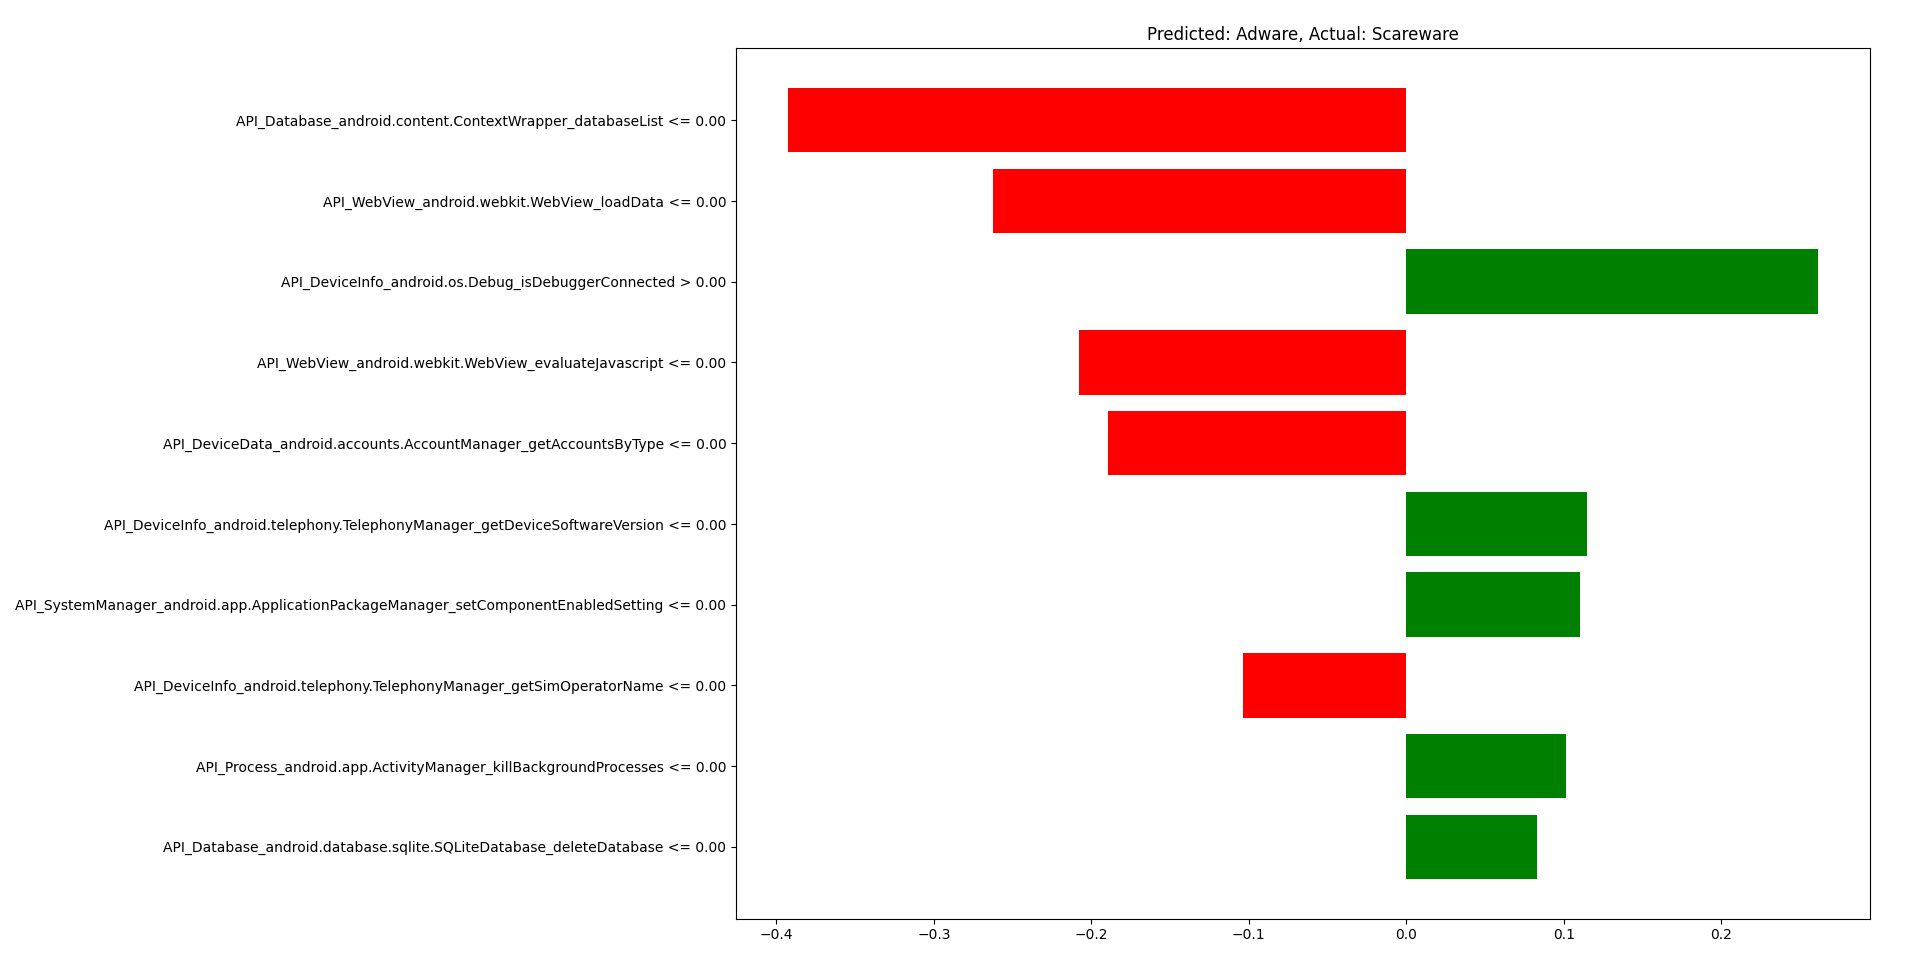 Predicted: Adware, Actual: Scareware
API_Database_android.content.ContextWrapper_databaseList <= 0.00
API_WebView_android.webkit.WebView_loadData <= 0.00
API_DeviceInfo_android.os.Debug_isDebuggerConnected > 0.00
API_WebView_android.webkit.WebView_evaluateJavascript <= 0.00
API_DeviceData_android.accounts.AccountManager_getAccountsByType <= 0.00
API_DeviceInfo_android.telephony.TelephonyManager_getDeviceSoftwareVersion <= 0.00
API_SystemManager_android.app.ApplicationPackageManager_setComponentEnabledSetting <= 0.00
API_DeviceInfo_android.telephony.TelephonyManager_getSimOperatorName <= 0.00
API_Process_android.app.ActivityManager_killBackgroundProcesses <= 0.00
API_Database_android.database.sqlite.SQLiteDatabase_deleteDatabase <= 0.00
−0.4 −0.3 −0.2 −0.1 0.0 0.1 0.2